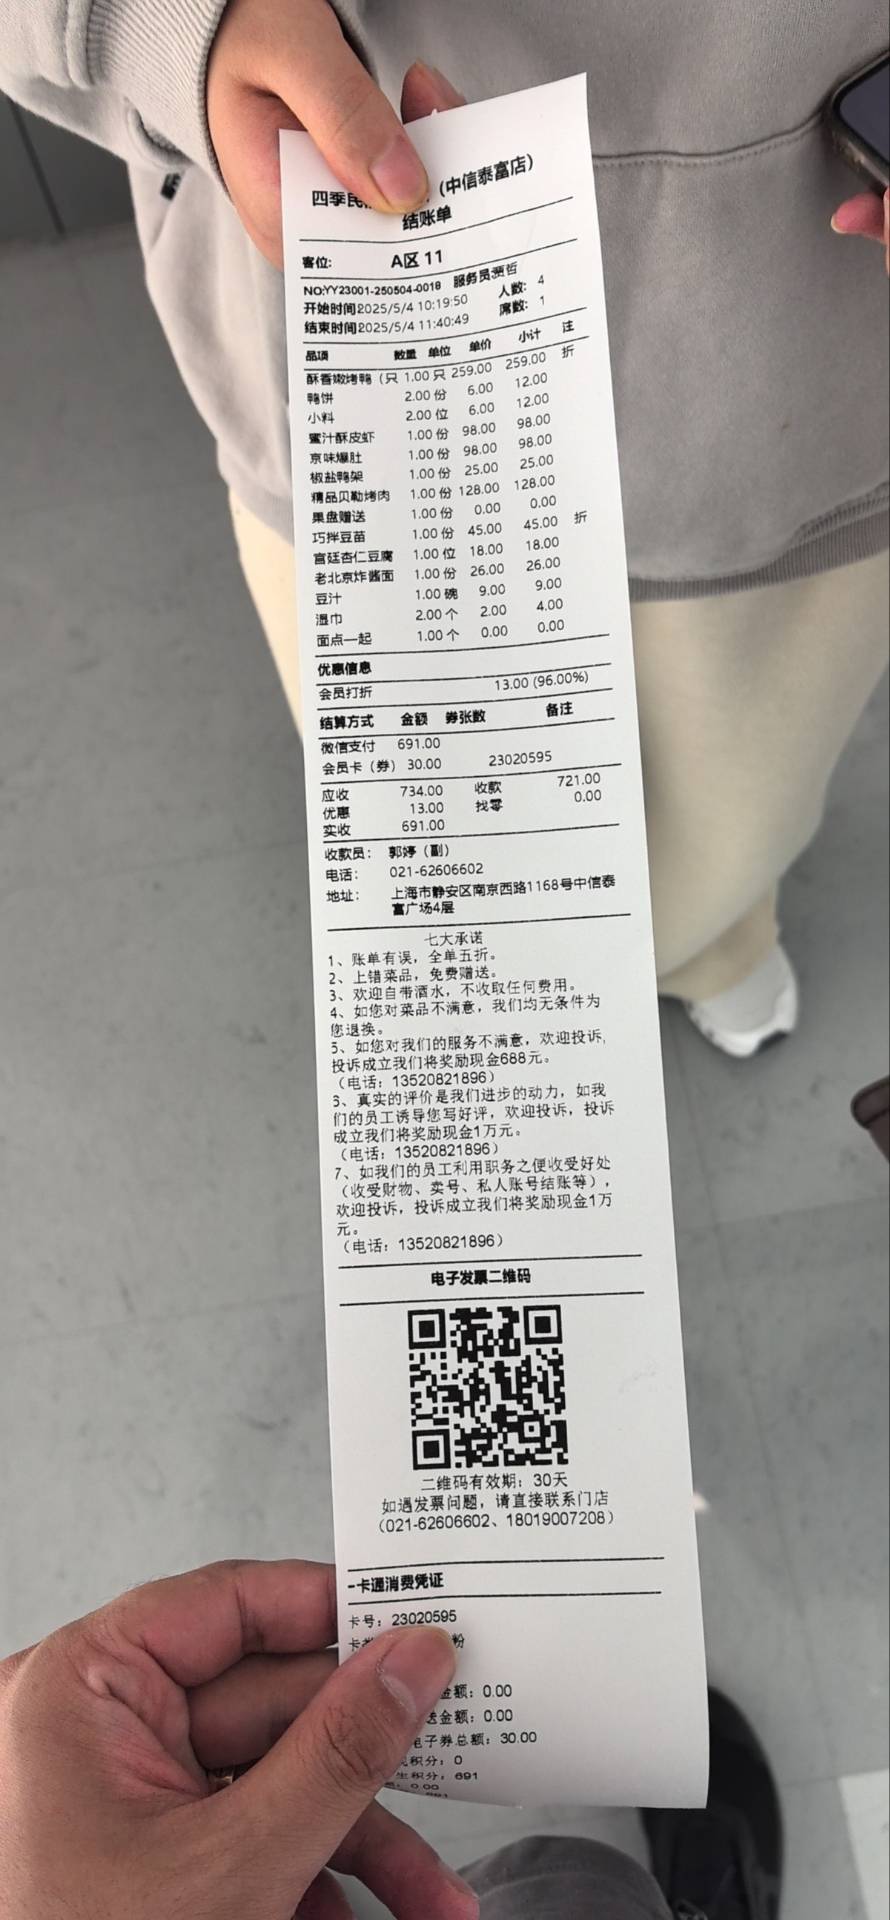 四季民 （中信泰富店）
结账单
客位： A区 11
NO:YY23001-250504-0018 服务员:贾哲
开始时间2025/5/4 10:19:50 人数： 4
结束时间2025/5/4 11:40:49 席数： 1
品项 数量 单位 单价 小计 注
酥香嫩烤鸭（只 1.00 只 259.00 259.00 折
鸭饼 2.00 份 6.00 12.00
小料 2.00 位 6.00 12.00
蜜汁酥皮虾 1.00 份 98.00 98.00
京味爆肚 1.00 份 98.00 98.00
椒盐鸭架 1.00 份 25.00 25.00
精品贝勒烤肉 1.00 份 128.00 128.00
果盘赠送 1.00 份 0.00 0.00
巧拌豆苗 1.00 份 45.00 45.00 折
宫廷杏仁豆腐 1.00 位 18.00 18.00
老北京炸酱面 1.00 份 26.00 26.00
豆汁 1.00 碗 9.00 9.00
湿巾 2.00 个 2.00 4.00
面点一起 1.00 个 0.00 0.00
优惠信息
会员打折 13.00 (96.00%)
结算方式 金额 券张数 备注
微信支付 691.00
会员卡（券） 30.00 23020595
应收 734.00 收款 721.00
优惠 13.00 找零 0.00
实收 691.00
收款员： 郭婷（副）
电话： 021-62606602
地址： 上海市静安区南京西路1168号中信泰
富广场4层
七大承诺
1、账单有误，全单五折。
2、上错菜品，免费赠送。
3、欢迎自带酒水，不收取任何费用。
4、如您对菜品不满意，我们均无条件为
您退换。
5、如您对我们的服务不满意，欢迎投诉，
投诉成立我们将奖励现金688元。
（电话：13520821896）
6、真实的评价是我们进步的动力，如我
们的员工诱导您写好评，欢迎投诉，投诉
成立我们将奖励现金1万元。
（电话：13520821896）
7、如我们的员工利用职务之便收受好处
（收受财物、卖号、私人账号结账等），
欢迎投诉，投诉成立我们将奖励现金1万
元。
（电话：13520821896）
电子发票二维码
二维码有效期：30天
如遇发票问题，请直接联系门店
（021-62606602、18019007208）
一卡通消费凭证
卡号：23020595
卡 粉
金额：0.00
送金额：0.00
电子券总额：30.00
积分：0
生积分：691
0.00
691